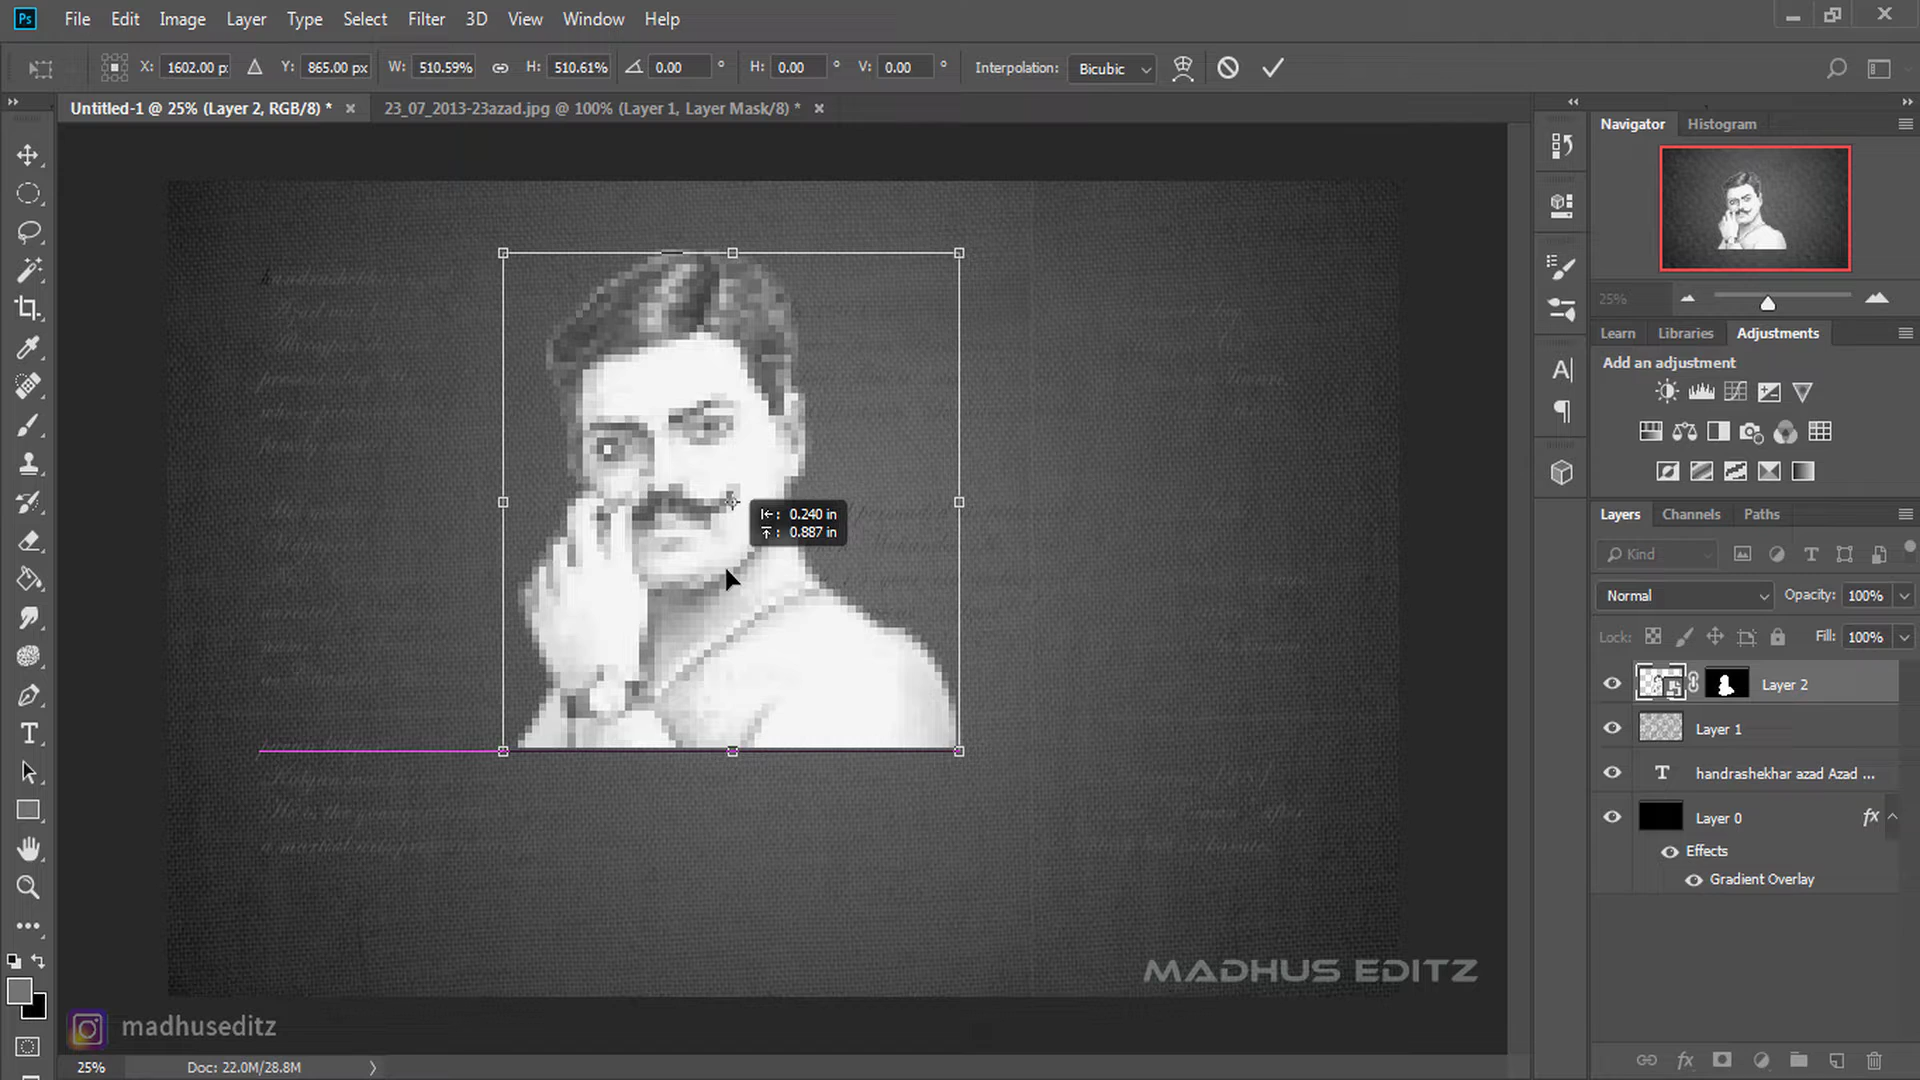 Ps File Edit Image Layer Type Select Filter 3D View Window Help
X: 1602.00 p Y: 865.00 px W: 510.59% H: 510.61% 0.00 ° H: 0.00 ° V: 0.00 ° Interpolation: Bicubic
Untitled-1 @ 25% (Layer 2, RGB/8) * × 23_07_2013-23azad.jpg @ 100% (Layer 1, Layer Mask/8) * ×
Navigator Histogram
25%
Learn Libraries Adjustments
Add an adjustment
Layers Channels Paths
Kind
Normal Opacity: 100%
Lock: Fill: 100%
Layer 2
Layer 1
T handrashekhar azad Azad ...
Layer 0 fx
Effects
Gradient Overlay
0.240 in
0.887 in
MADHUS EDITZ
madhuseditz
25% Doc: 22.0M/28.8M